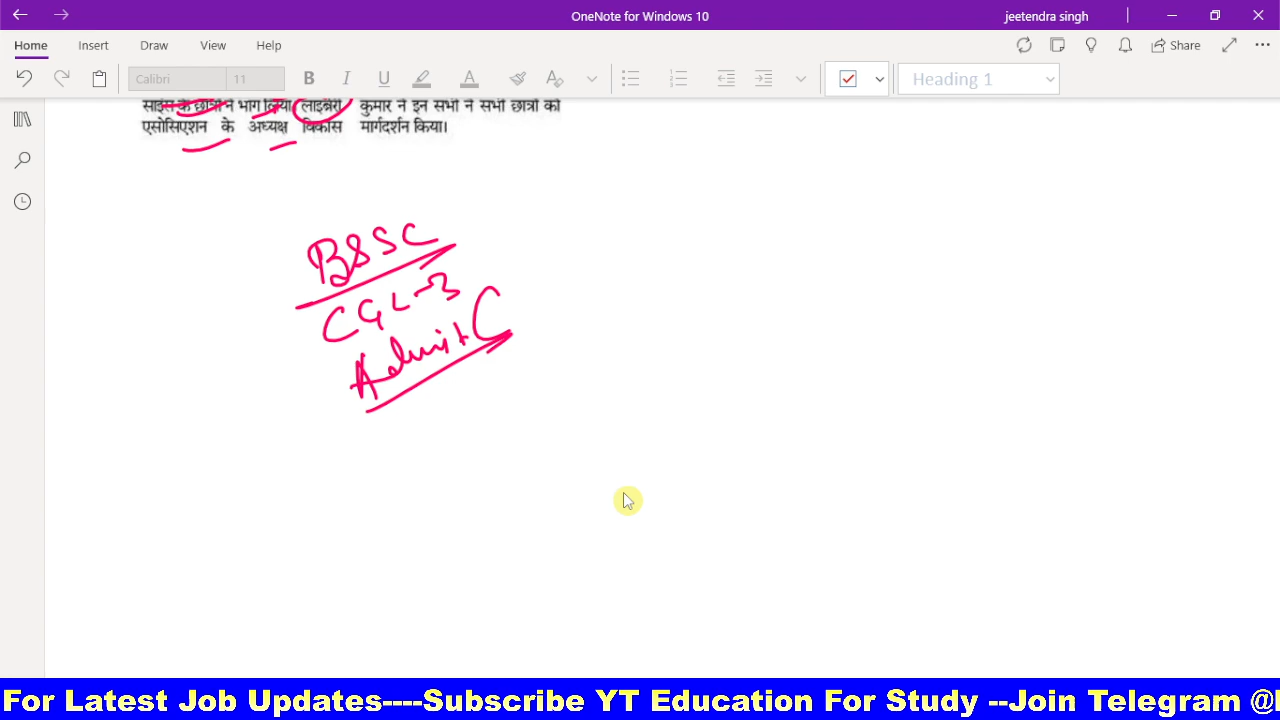 OneNote for Windows 10
jeetendra singh
Home Insert Draw View Help
Share
Calibri 11 B I U A A Heading 1
साइंस के छात्रों ने भाग लिया लाइब्रेरी कुमार ने इन सभी ने सभी छात्रों को
एसोसिएशन के अध्यक्ष विकास मार्गदर्शन किया।
BSSC
CGL-3
Admit C
For Latest Job Updates----Subscribe YT Education For Study --Join Telegram @